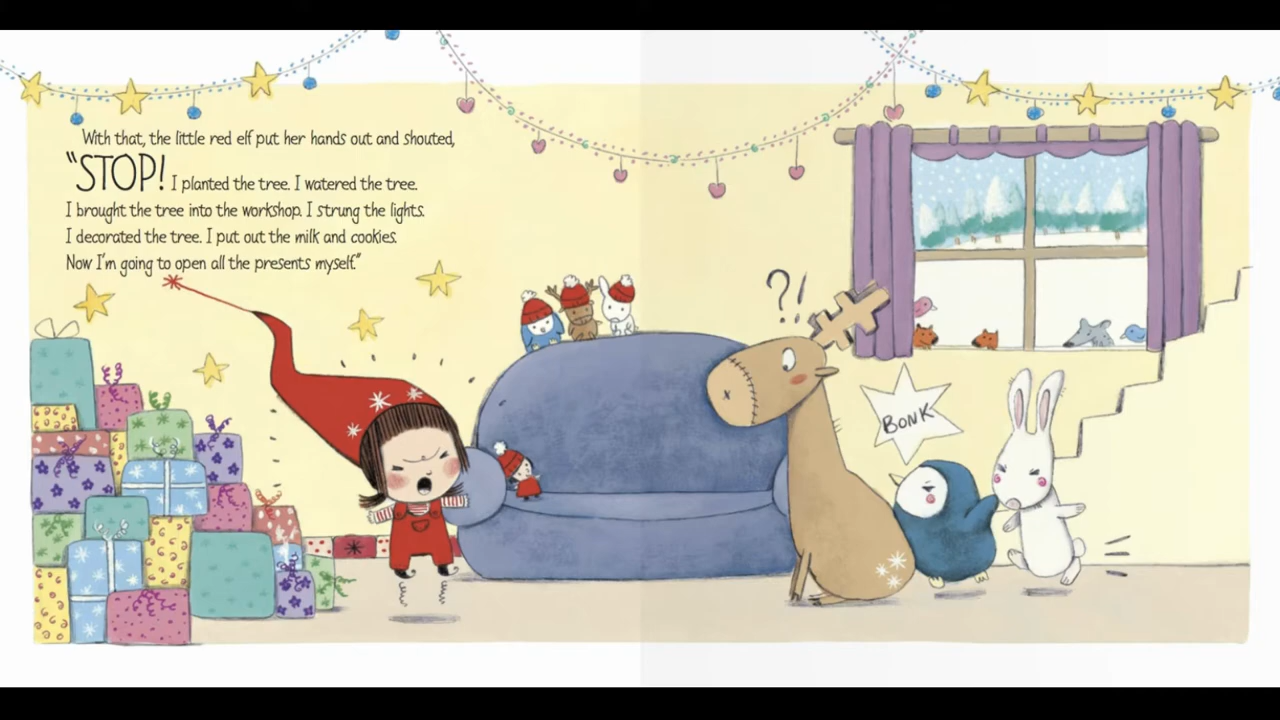 With that, the little red elf put her hands out and shouted,
"STOP! I planted the tree. I watered the tree.
I brought the tree into the workshop. I strung the lights.
I decorated the tree. I put out the milk and cookies.
Now I'm going to open all the presents myself."
?!
BONK